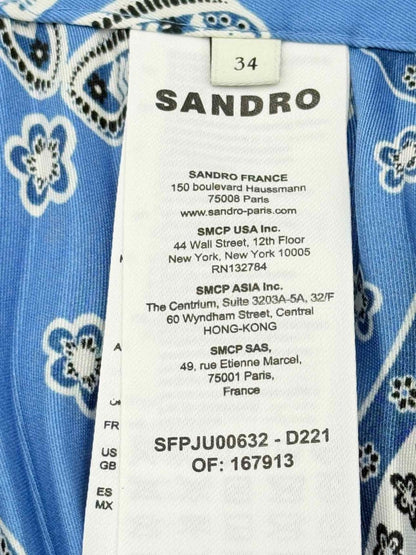 34
SANDRO
SANDRO FRANCE
150 boulevard Haussmann
75008 Paris
www.sandro-paris.com
SMCP USA Inc.
44 Wall Street, 12th Floor
New York, New York 10005
RN132784
SMCP ASIA Inc.
The Centrium, Suite 3203A-5A, 32/F
60 Wyndham Street, Central
HONG-KONG
SMCP SAS,
49, rue Etienne Marcel,
75001 Paris,
France
SFPJU00632 - D221
OF: 167913
FR
US
GB
ES
MX